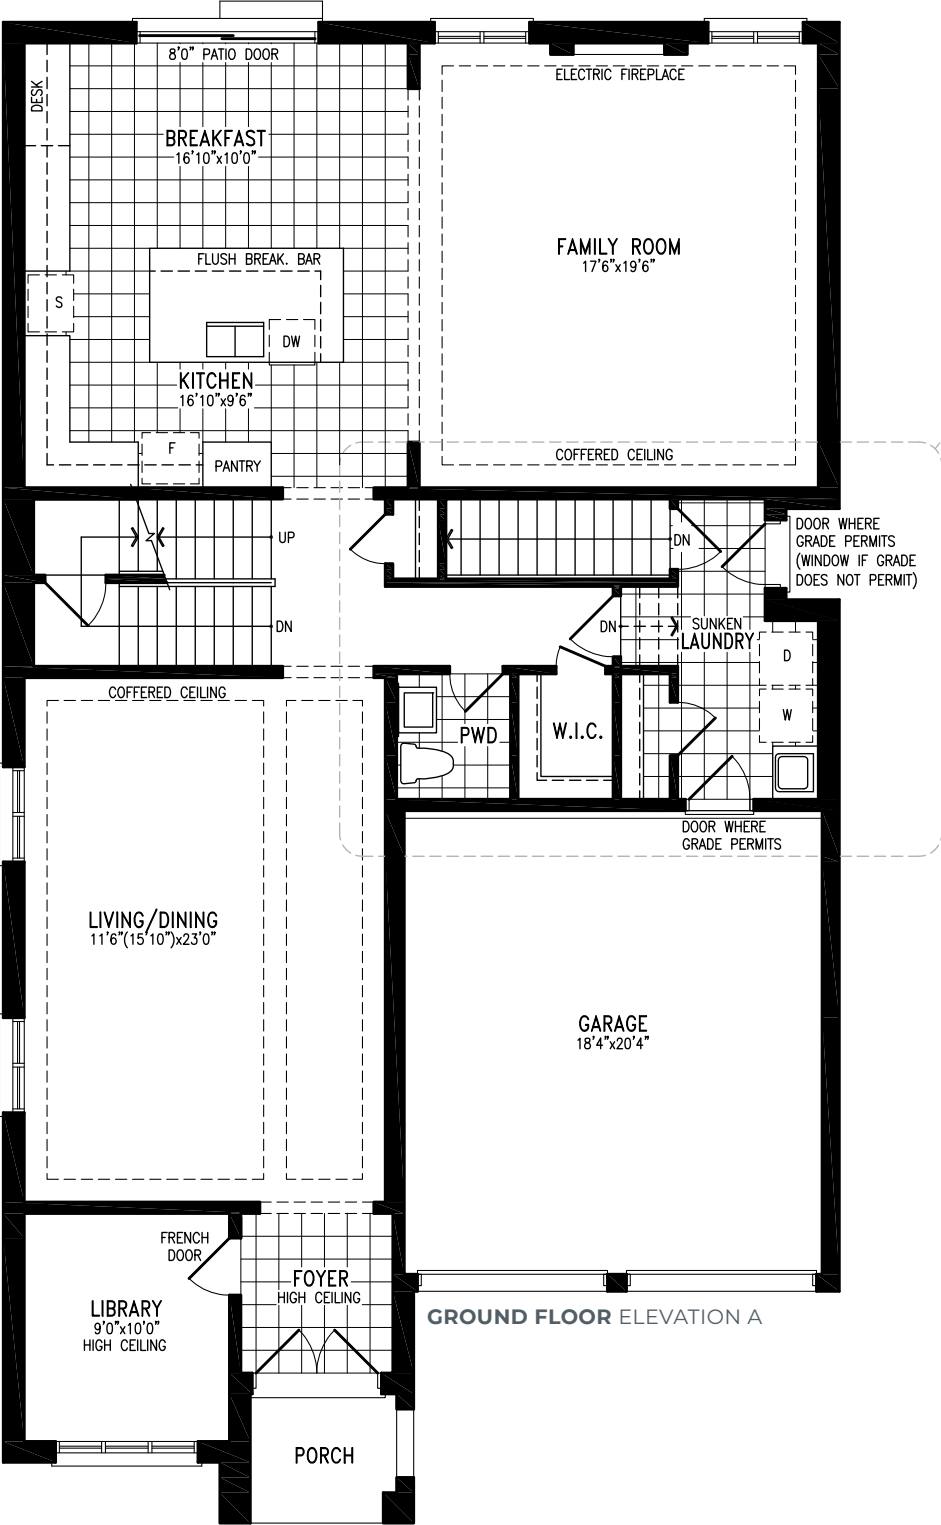 8'0" PATIO DOOR
DESK
BREAKFAST
16'10"x10'0"
ELECTRIC FIREPLACE
FAMILY ROOM
17'6"x19'6"
FLUSH BREAK. BAR
S
DW
KITCHEN
16'10"x9'6"
F
PANTRY
COFFERED CEILING
UP
DN
DOOR WHERE
GRADE PERMITS
(WINDOW IF GRADE
DOES NOT PERMIT)
DN
DN
SUNKEN
LAUNDRY
D
W
COFFERED CEILING
PWD
W.I.C.
DOOR WHERE
GRADE PERMITS
LIVING/DINING
11'6"(15'10")x23'0"
GARAGE
18'4"x20'4"
FRENCH
DOOR
FOYER
HIGH CEILING
LIBRARY
9'0"x10'0"
HIGH CEILING
GROUND FLOOR ELEVATION A
PORCH